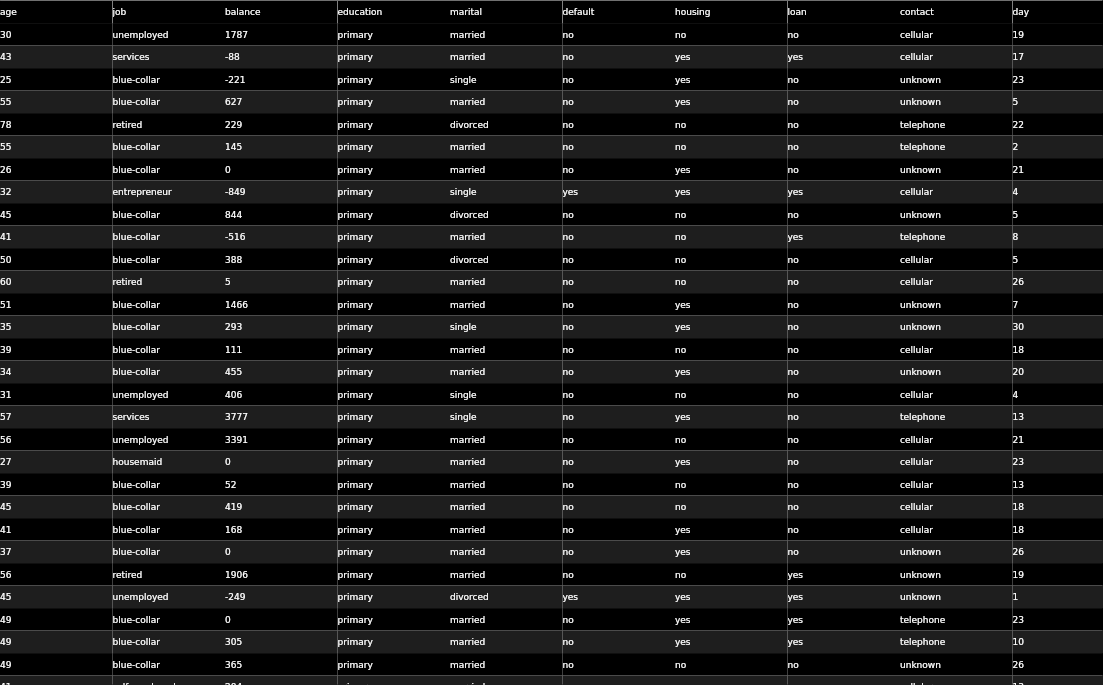 age job balance education marital default housing loan contact day
30 unemployed 1787 primary married no no no cellular 19
43 services -88 primary married no yes yes cellular 17
25 blue-collar -221 primary single no yes no unknown 23
55 blue-collar 627 primary married no yes no unknown 5
78 retired 229 primary divorced no no no telephone 22
55 blue-collar 145 primary married no no no telephone 2
26 blue-collar 0 primary married no yes no unknown 21
32 entrepreneur -849 primary single yes yes yes cellular 4
45 blue-collar 844 primary divorced no no no unknown 5
41 blue-collar -516 primary married no no yes telephone 8
50 blue-collar 388 primary divorced no no no cellular 5
60 retired 5 primary married no no no cellular 26
51 blue-collar 1466 primary married no yes no unknown 7
35 blue-collar 293 primary single no yes no unknown 30
39 blue-collar 111 primary married no no no cellular 18
34 blue-collar 455 primary married no yes no unknown 20
31 unemployed 406 primary single no no no cellular 4
57 services 3777 primary single no yes no telephone 13
56 unemployed 3391 primary married no no no cellular 21
27 housemaid 0 primary married no yes no cellular 23
39 blue-collar 52 primary married no no no cellular 13
45 blue-collar 419 primary married no no no cellular 18
41 blue-collar 168 primary married no yes no cellular 18
37 blue-collar 0 primary married no yes no unknown 26
56 retired 1906 primary married no no yes unknown 19
45 unemployed -249 primary divorced yes yes yes unknown 1
49 blue-collar 0 primary married no yes yes telephone 23
49 blue-collar 305 primary married no yes yes telephone 10
49 blue-collar 365 primary married no no no unknown 26